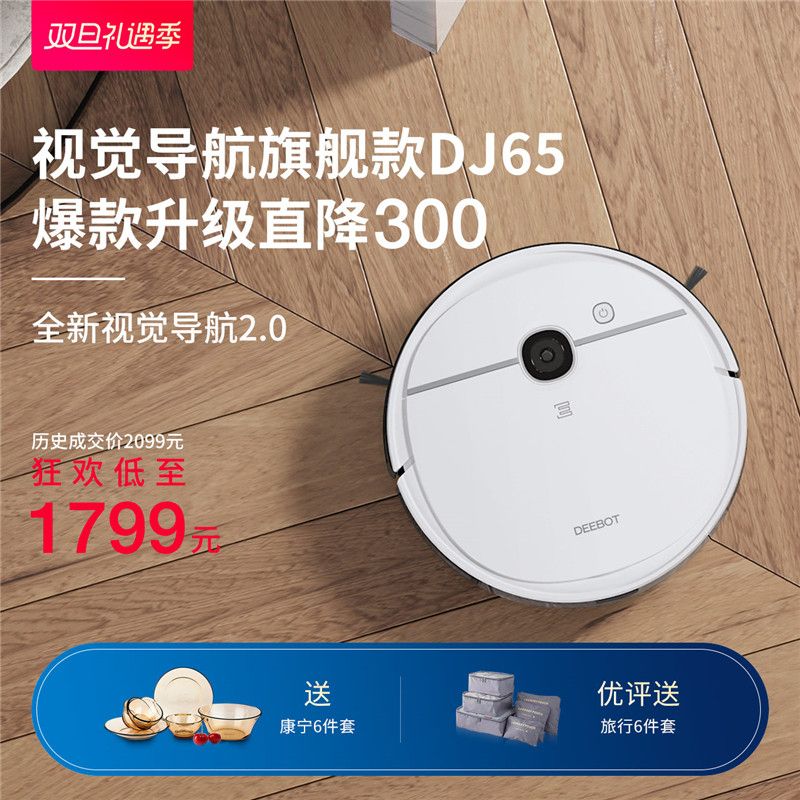 双旦礼遇季
视觉导航旗舰款DJ65
爆款升级直降300
全新视觉导航2.0
历史成交价2099元
狂欢低至
1799元
DEEBOT
送
康宁6件套
优评送
旅行6件套